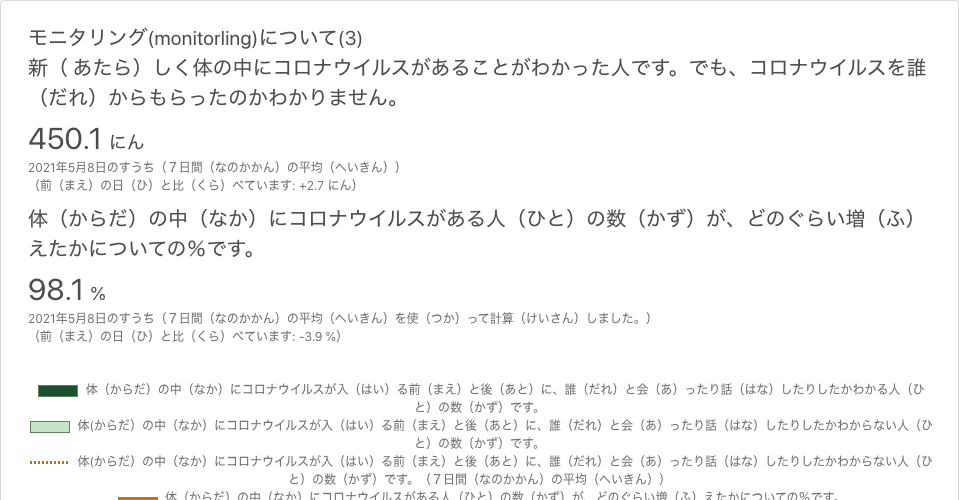 モニタリング(monitorling)について(3)
新（ あたら）しく体の中にコロナウイルスがあることがわかった人です。でも、コロナウイルスを誰
（だれ）からもらったのかわかりません。
450.1 にん
2021年5月8日のすうち（７日間（なのかかん）の平均（へいきん））
（前（まえ）の日（ひ）と比（くら）べています: +2.7 にん）
体（からだ）の中（なか）にコロナウイルスがある人（ひと）の数（かず）が、どのぐらい増（ふ）
えたかについての％です。
98.1 %
2021年5月8日のすうち（７日間（なのかかん）の平均（へいきん）を使（つか）って計算（けいさん）しました。）
（前（まえ）の日（ひ）と比（くら）べています: -3.9 %）
体（からだ）の中（なか）にコロナウイルスが入（はい）る前（まえ）と後（あと）に、誰（だれ）と会（あ）ったり話（はな）したりしたかわかる人（ひ
と）の数（かず）です。
体(からだ）の中（なか）にコロナウイルスが入（はい）る前（まえ）と後（あと）に、誰（だれ）と会（あ）ったり話（はな）したりしたかわからない人（ひ
と）の数（かず）です。
体(からだ）の中（なか）にコロナウイルスが入（はい）る前（まえ）と後（あと）に、誰（だれ）と会（あ）ったり話（はな）したりしたかわからない人（ひ
と）の数（かず）です。（７日間（なのかかん）の平均（へいきん））
体（からだ）の中（なか）にコロナウイルスがある人（ひと）の数（かず）が、どのぐらい増（ふ）えたかについての％です。